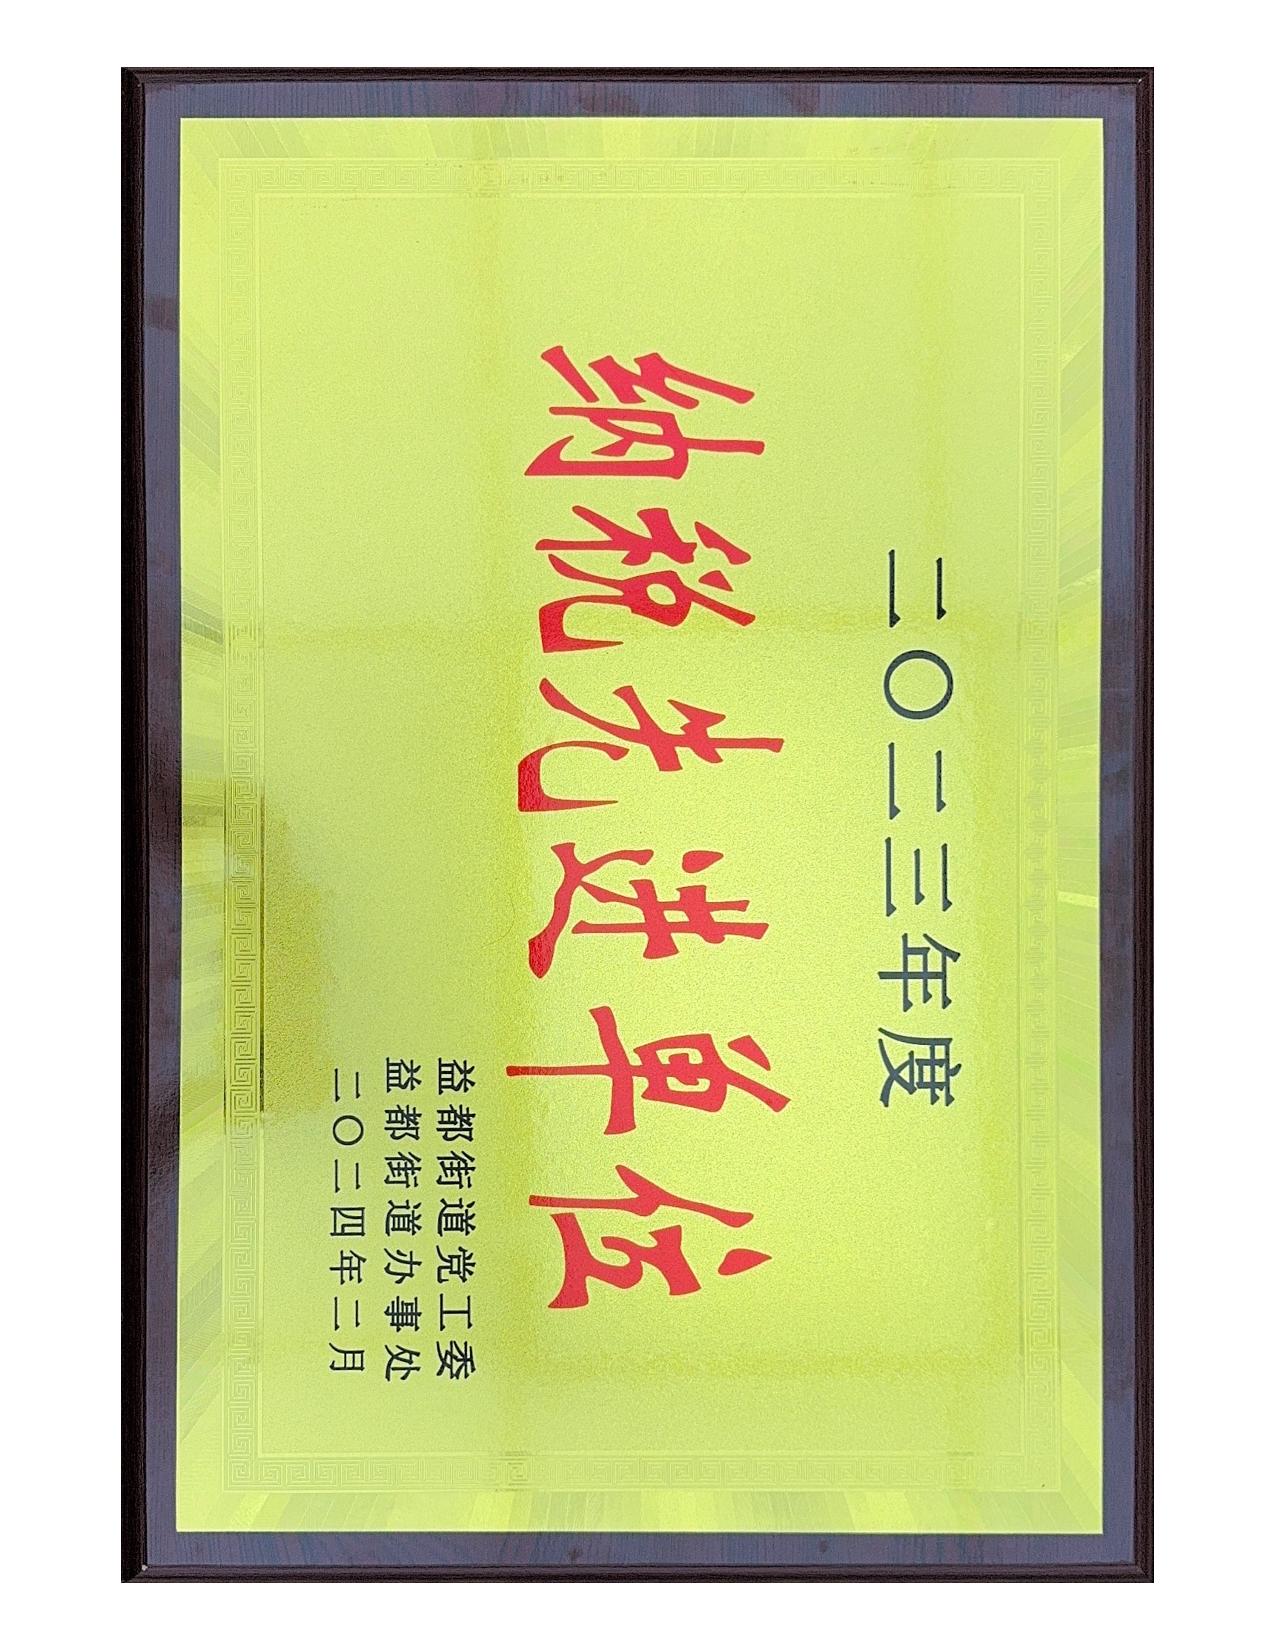 二〇二三年度
纳税先进单位
益都街道党工委
益都街道办事处
二〇二四年二月